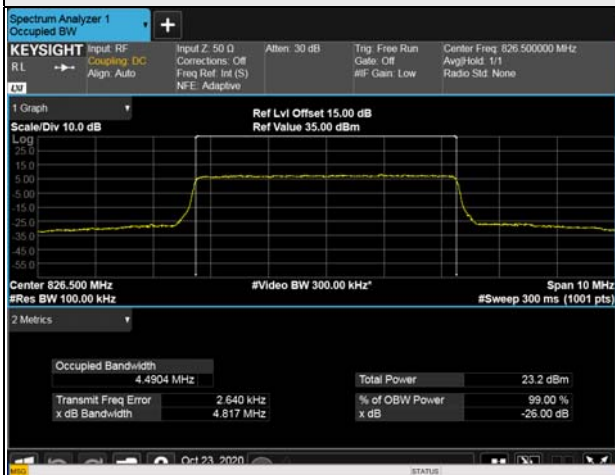 Spectrum Analyzer 1
Occupied BW
+
KEYSIGHT
RL
LXI
Input: RF
Coupling: DC
Align: Auto
Input Z: 50 Ω
Corrections: Off
Freq Ref: Int (S)
NFE: Adaptive
Atten: 30 dB
Trig: Free Run
Gate: Off
#IF Gain: Low
Center Freq: 826.500000 MHz
Avg|Hold: 1/1
Radio Std: None
1 Graph
Scale/Div 10.0 dB
Ref Lvl Offset 15.00 dB
Ref Value 35.00 dBm
Log
25.0
15.0
5.00
-5.00
-15.0
-25.0
-35.0
-45.0
-55.0
Center 826.500 MHz
#Res BW 100.00 kHz
#Video BW 300.00 kHz*
Span 10 MHz
#Sweep 300 ms (1001 pts)
2 Metrics
Occupied Bandwidth
4.4904 MHz
Total Power 23.2 dBm
Transmit Freq Error 2.640 kHz
% of OBW Power 99.00 %
x dB Bandwidth 4.817 MHz
x dB -26.00 dB
Oct 23, 2020
MSG
STATUS